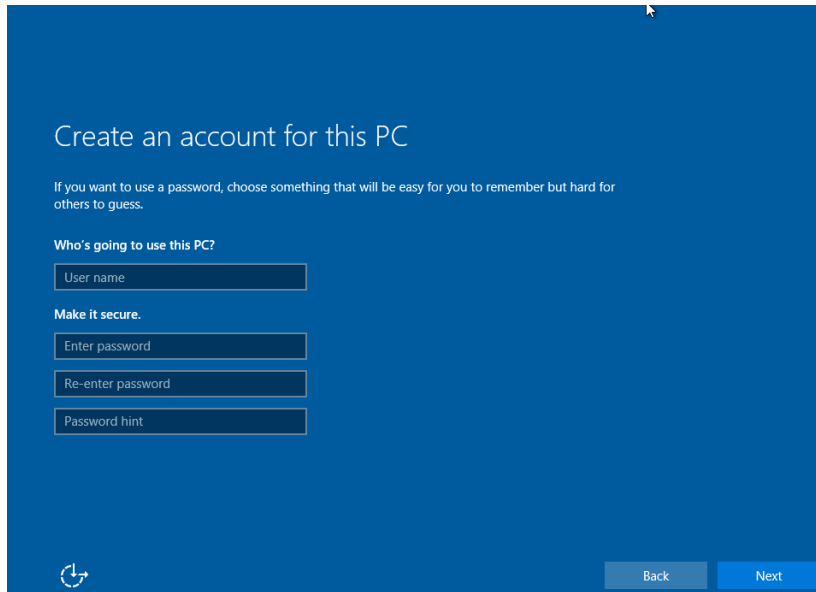 Create an account for this PC
If you want to use a password, choose something that will be easy for you to remember but hard for
others to guess.
Who's going to use this PC?
User name
Make it secure.
Enter password
Re-enter password
Password hint
Back
Next